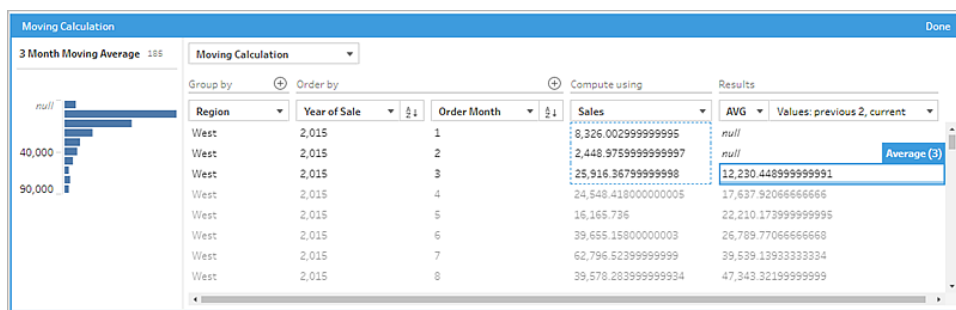 Moving Calculation Done
3 Month Moving Average 185 Moving Calculation
Group by Order by Compute using Results
null Region Year of Sale Order Month Sales AVG Values: previous 2, current
West 2,015 1 8,326.002999999995 null
40,000 West 2,015 2 2,448.9759999999997 null Average (3)
90,000 West 2,015 3 25,916.36799999998 12,230.448999999991
West 2,015 4 24,548.418000000005 17,637.92066666666
West 2,015 5 16,165.736 22,210.173999999995
West 2,015 6 39,655.15800000003 26,789.77066666668
West 2,015 7 62,796.52399999999 39,539.13933333334
West 2,015 8 39,578.283999999934 47,343.32199999999